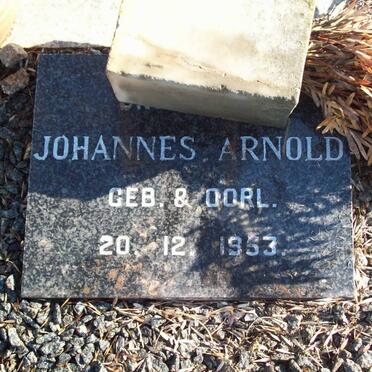 JOHANNES ARNOLD
GEB. & OORL.
20. 12. 1953.